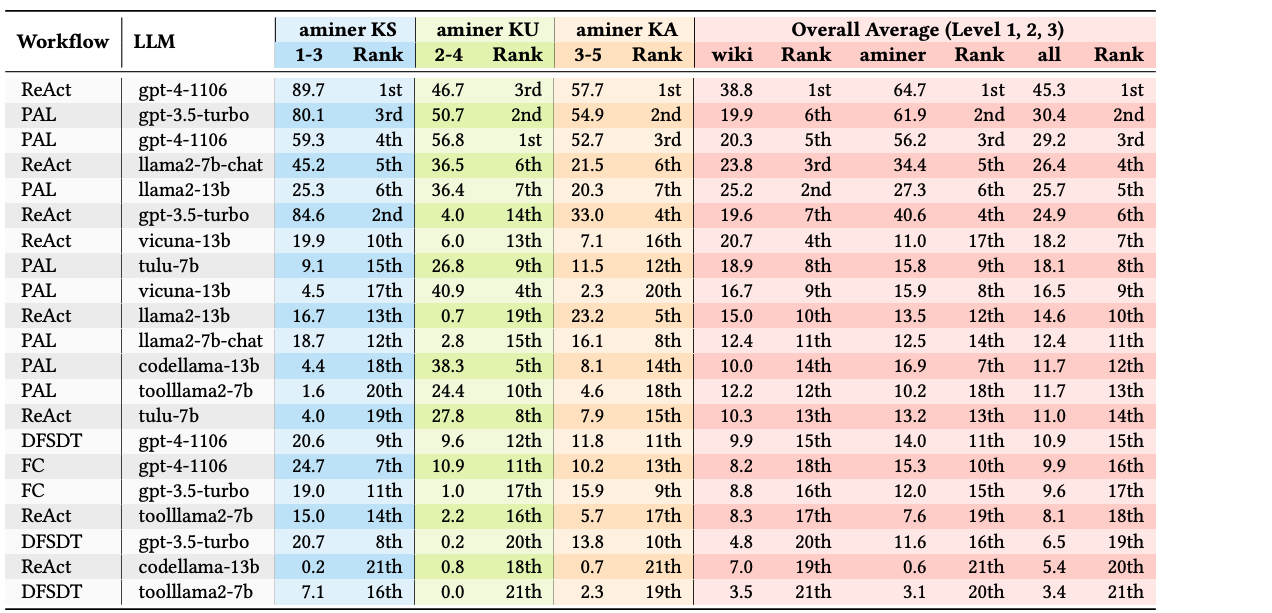 Workflow LLM aminer KS aminer KU aminer KA Overall Average (Level 1, 2, 3)
1-3 Rank 2-4 Rank 3-5 Rank wiki Rank aminer Rank all Rank
ReAct gpt-4-1106 89.7 1st 46.7 3rd 57.7 1st 38.8 1st 64.7 1st 45.3 1st
PAL gpt-3.5-turbo 80.1 3rd 50.7 2nd 54.9 2nd 19.9 6th 61.9 2nd 30.4 2nd
PAL gpt-4-1106 59.3 4th 56.8 1st 52.7 3rd 20.3 5th 56.2 3rd 29.2 3rd
ReAct llama2-7b-chat 45.2 5th 36.5 6th 21.5 6th 23.8 3rd 34.4 5th 26.4 4th
PAL llama2-13b 25.3 6th 36.4 7th 20.3 7th 25.2 2nd 27.3 6th 25.7 5th
ReAct gpt-3.5-turbo 84.6 2nd 4.0 14th 33.0 4th 19.6 7th 40.6 4th 24.9 6th
ReAct vicuna-13b 19.9 10th 6.0 13th 7.1 16th 20.7 4th 11.0 17th 18.2 7th
PAL tulu-7b 9.1 15th 26.8 9th 11.5 12th 18.9 8th 15.8 9th 18.1 8th
PAL vicuna-13b 4.5 17th 40.9 4th 2.3 20th 16.7 9th 15.9 8th 16.5 9th
ReAct llama2-13b 16.7 13th 0.7 19th 23.2 5th 15.0 10th 13.5 12th 14.6 10th
PAL llama2-7b-chat 18.7 12th 2.8 15th 16.1 8th 12.4 11th 12.5 14th 12.4 11th
PAL codellama-13b 4.4 18th 38.3 5th 8.1 14th 10.0 14th 16.9 7th 11.7 12th
PAL toolllama2-7b 1.6 20th 24.4 10th 4.6 18th 12.2 12th 10.2 18th 11.7 13th
ReAct tulu-7b 4.0 19th 27.8 8th 7.9 15th 10.3 13th 13.2 13th 11.0 14th
DFSDT gpt-4-1106 20.6 9th 9.6 12th 11.8 11th 9.9 15th 14.0 11th 10.9 15th
FC gpt-4-1106 24.7 7th 10.9 11th 10.2 13th 8.2 18th 15.3 10th 9.9 16th
FC gpt-3.5-turbo 19.0 11th 1.0 17th 15.9 9th 8.8 16th 12.0 15th 9.6 17th
ReAct toolllama2-7b 15.0 14th 2.2 16th 5.7 17th 8.3 17th 7.6 19th 8.1 18th
DFSDT gpt-3.5-turbo 20.7 8th 0.2 20th 13.8 10th 4.8 20th 11.6 16th 6.5 19th
ReAct codellama-13b 0.2 21th 0.8 18th 0.7 21th 7.0 19th 0.6 21th 5.4 20th
DFSDT toolllama2-7b 7.1 16th 0.0 21th 2.3 19th 3.5 21th 3.1 20th 3.4 21th